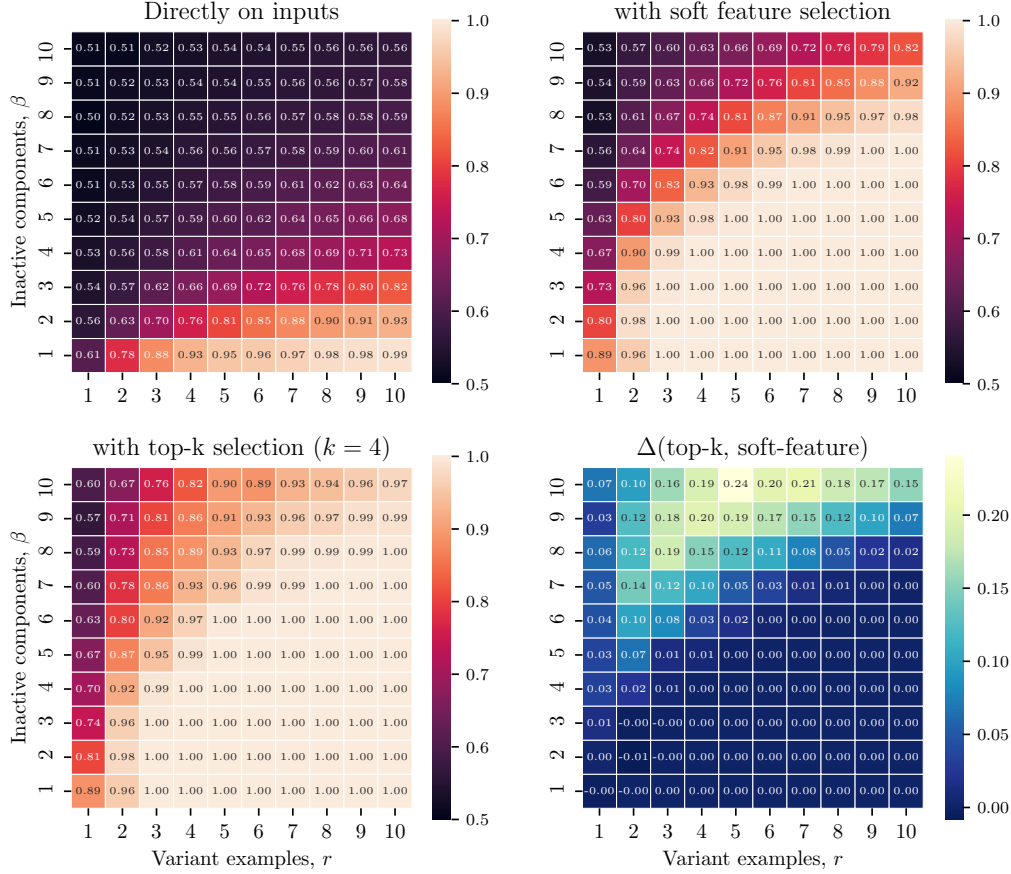 Directly on inputs
Inactive components, β
10 0.51 0.51 0.52 0.53 0.54 0.54 0.55 0.56 0.56 0.56
9 0.51 0.52 0.53 0.54 0.54 0.55 0.56 0.56 0.57 0.58
8 0.50 0.52 0.53 0.54 0.55 0.56 0.57 0.58 0.58 0.59
7 0.51 0.53 0.54 0.56 0.56 0.57 0.58 0.59 0.60 0.61
6 0.51 0.53 0.55 0.57 0.58 0.59 0.61 0.62 0.63 0.64
5 0.52 0.54 0.57 0.59 0.60 0.62 0.64 0.65 0.66 0.68
4 0.53 0.56 0.58 0.61 0.64 0.65 0.68 0.69 0.71 0.73
3 0.54 0.57 0.62 0.66 0.69 0.72 0.76 0.78 0.80 0.82
2 0.56 0.63 0.70 0.76 0.81 0.85 0.88 0.90 0.91 0.93
1 0.61 0.78 0.88 0.93 0.95 0.96 0.97 0.98 0.98 0.99
1 2 3 4 5 6 7 8 9 10
1.0
0.9
0.8
0.7
0.6
0.5
with soft feature selection
10 0.53 0.57 0.60 0.63 0.66 0.69 0.72 0.76 0.79 0.82
9 0.54 0.59 0.63 0.66 0.72 0.76 0.81 0.85 0.88 0.92
8 0.53 0.61 0.67 0.74 0.81 0.87 0.91 0.95 0.97 0.98
7 0.56 0.64 0.74 0.82 0.91 0.95 0.98 0.99 1.00 1.00
6 0.59 0.70 0.83 0.93 0.98 0.99 1.00 1.00 1.00 1.00
5 0.63 0.80 0.93 0.98 1.00 1.00 1.00 1.00 1.00 1.00
4 0.67 0.90 0.99 1.00 1.00 1.00 1.00 1.00 1.00 1.00
3 0.73 0.96 1.00 1.00 1.00 1.00 1.00 1.00 1.00 1.00
2 0.80 0.98 1.00 1.00 1.00 1.00 1.00 1.00 1.00 1.00
1 0.89 0.96 1.00 1.00 1.00 1.00 1.00 1.00 1.00 1.00
1 2 3 4 5 6 7 8 9 10
1.0
0.9
0.8
0.7
0.6
0.5
with top-k selection (k = 4)
Inactive components, β
10 0.60 0.67 0.76 0.82 0.90 0.89 0.93 0.94 0.96 0.97
9 0.57 0.71 0.81 0.86 0.91 0.93 0.96 0.97 0.99 0.99
8 0.59 0.73 0.85 0.89 0.93 0.97 0.99 0.99 0.99 1.00
7 0.60 0.78 0.86 0.93 0.96 0.99 0.99 1.00 1.00 1.00
6 0.63 0.80 0.92 0.97 1.00 1.00 1.00 1.00 1.00 1.00
5 0.67 0.87 0.95 0.99 1.00 1.00 1.00 1.00 1.00 1.00
4 0.70 0.92 0.99 1.00 1.00 1.00 1.00 1.00 1.00 1.00
3 0.74 0.96 1.00 1.00 1.00 1.00 1.00 1.00 1.00 1.00
2 0.81 0.98 1.00 1.00 1.00 1.00 1.00 1.00 1.00 1.00
1 0.89 0.96 1.00 1.00 1.00 1.00 1.00 1.00 1.00 1.00
1 2 3 4 5 6 7 8 9 10
Variant examples, r
1.0
0.9
0.8
0.7
0.6
0.5
Δ(top-k, soft-feature)
10 0.07 0.10 0.16 0.19 0.24 0.20 0.21 0.18 0.17 0.15
9 0.03 0.12 0.18 0.20 0.19 0.17 0.15 0.12 0.10 0.07
8 0.06 0.12 0.19 0.15 0.12 0.11 0.08 0.05 0.02 0.02
7 0.05 0.14 0.12 0.10 0.05 0.03 0.01 0.01 0.00 0.00
6 0.04 0.10 0.08 0.03 0.02 0.00 0.00 0.00 0.00 0.00
5 0.03 0.07 0.01 0.01 0.00 0.00 0.00 0.00 0.00 0.00
4 0.03 0.02 0.01 0.00 0.00 0.00 0.00 0.00 0.00 0.00
3 0.01 -0.00 -0.00 0.00 0.00 0.00 0.00 0.00 0.00 0.00
2 0.00 -0.01 -0.00 0.00 0.00 0.00 0.00 0.00 0.00 0.00
1 -0.00 -0.00 0.00 0.00 0.00 0.00 0.00 0.00 0.00 0.00
1 2 3 4 5 6 7 8 9 10
Variant examples, r
0.20
0.15
0.10
0.05
0.00